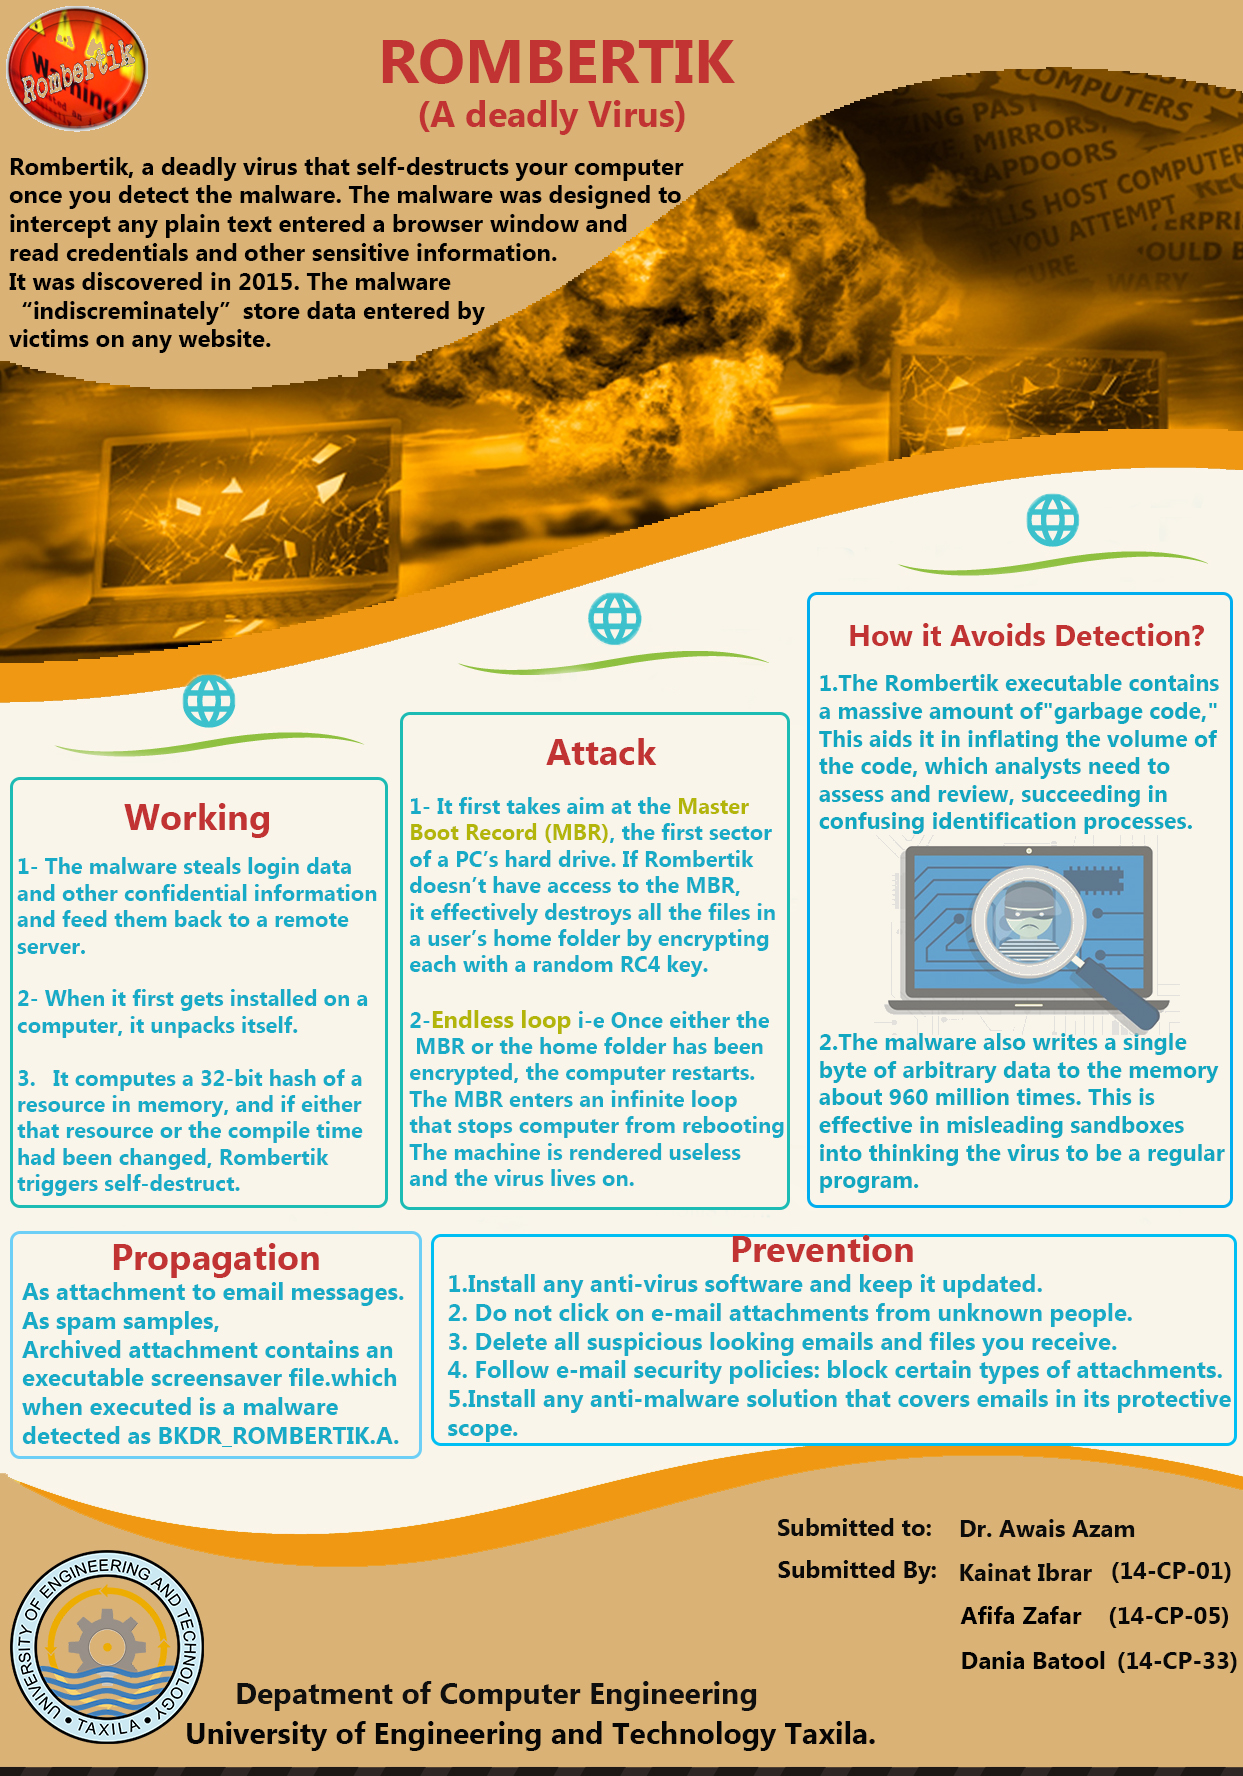 Warning!
Rombertik
ROMBERTIK
(A deadly Virus)
Rombertik, a deadly virus that self-destructs your computer
once you detect the malware. The malware was designed to
intercept any plain text entered a browser window and
read credentials and other sensitive information.
It was discovered in 2015. The malware
“indiscreminately” store data entered by
victims on any website.
COMPUTERS
PAST
MIRRORS,
HOST COMPUTER
YOU ATTEMPT
WARY
Working
1- The malware steals login data
and other confidential information
and feed them back to a remote
server.
2- When it first gets installed on a
computer, it unpacks itself.
3. It computes a 32-bit hash of a
resource in memory, and if either
that resource or the compile time
had been changed, Rombertik
triggers self-destruct.
Attack
1- It first takes aim at the Master
Boot Record (MBR), the first sector
of a PC’s hard drive. If Rombertik
doesn’t have access to the MBR,
it effectively destroys all the files in
a user’s home folder by encrypting
each with a random RC4 key.
2-Endless loop i-e Once either the
MBR or the home folder has been
encrypted, the computer restarts.
The MBR enters an infinite loop
that stops computer from rebooting
The machine is rendered useless
and the virus lives on.
How it Avoids Detection?
1.The Rombertik executable contains
a massive amount of"garbage code,"
This aids it in inflating the volume of
the code, which analysts need to
assess and review, succeeding in
confusing identification processes.
2.The malware also writes a single
byte of arbitrary data to the memory
about 960 million times. This is
effective in misleading sandboxes
into thinking the virus to be a regular
program.
Propagation
As attachment to email messages.
As spam samples,
Archived attachment contains an
executable screensaver file.which
when executed is a malware
detected as BKDR_ROMBERTIK.A.
Prevention
1.Install any anti-virus software and keep it updated.
2. Do not click on e-mail attachments from unknown people.
3. Delete all suspicious looking emails and files you receive.
4. Follow e-mail security policies: block certain types of attachments.
5.Install any anti-malware solution that covers emails in its protective
scope.
Submitted to: Dr. Awais Azam
Submitted By: Kainat Ibrar (14-CP-01)
Afifa Zafar (14-CP-05)
Dania Batool (14-CP-33)
UNIVERSITY OF ENGINEERING AND TECHNOLOGY
• TAXILA •
Depatment of Computer Engineering
University of Engineering and Technology Taxila.